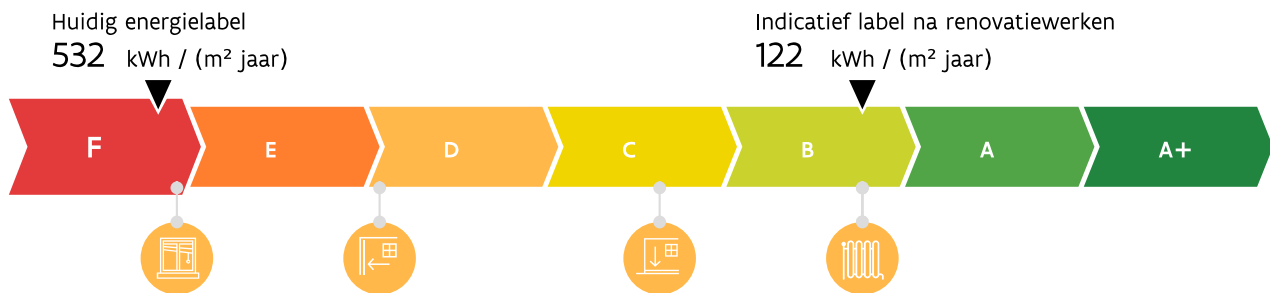 Huidig energielabel
532 kWh / (m² jaar)
Indicatief label na renovatiewerken
122 kWh / (m² jaar)
F E D C B A A+